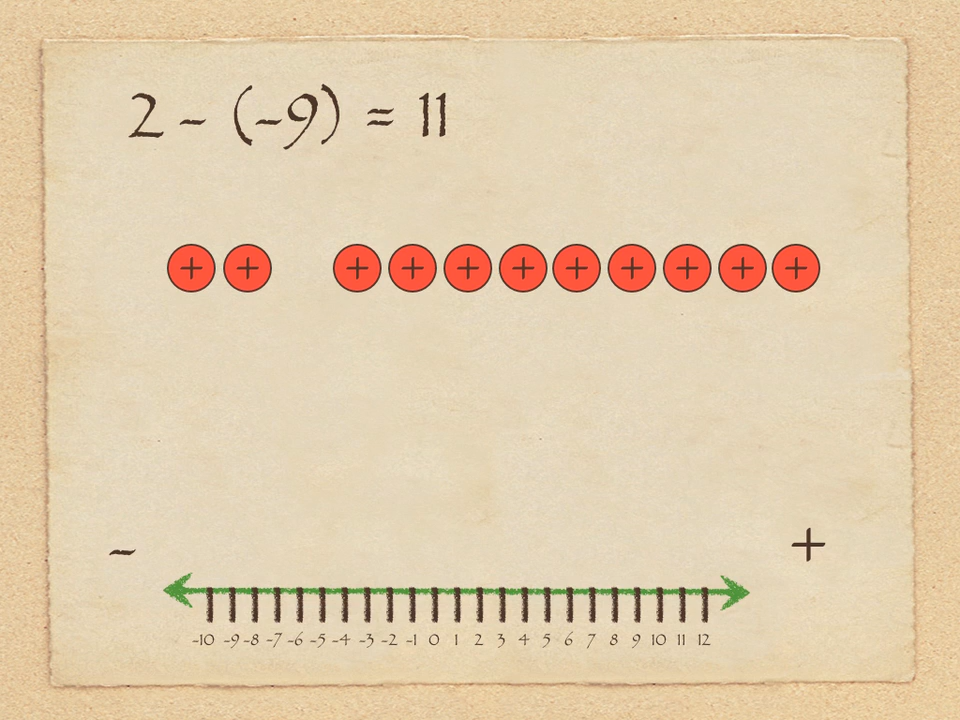 2 - (-9) = 11
+ + + + + + + + + + +
- +
-10 -9 -8 -7 -6 -5 -4 -3 -2 -1 0 1 2 3 4 5 6 7 8 9 10 11 12